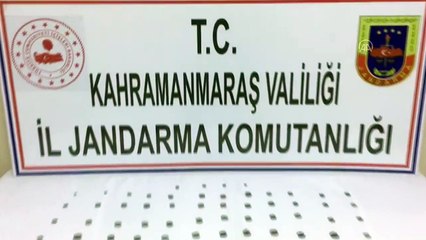 T.C.
KAHRAMANMARAŞ VALİLİĞİ
İL JANDARMA KOMUTANLIĞI